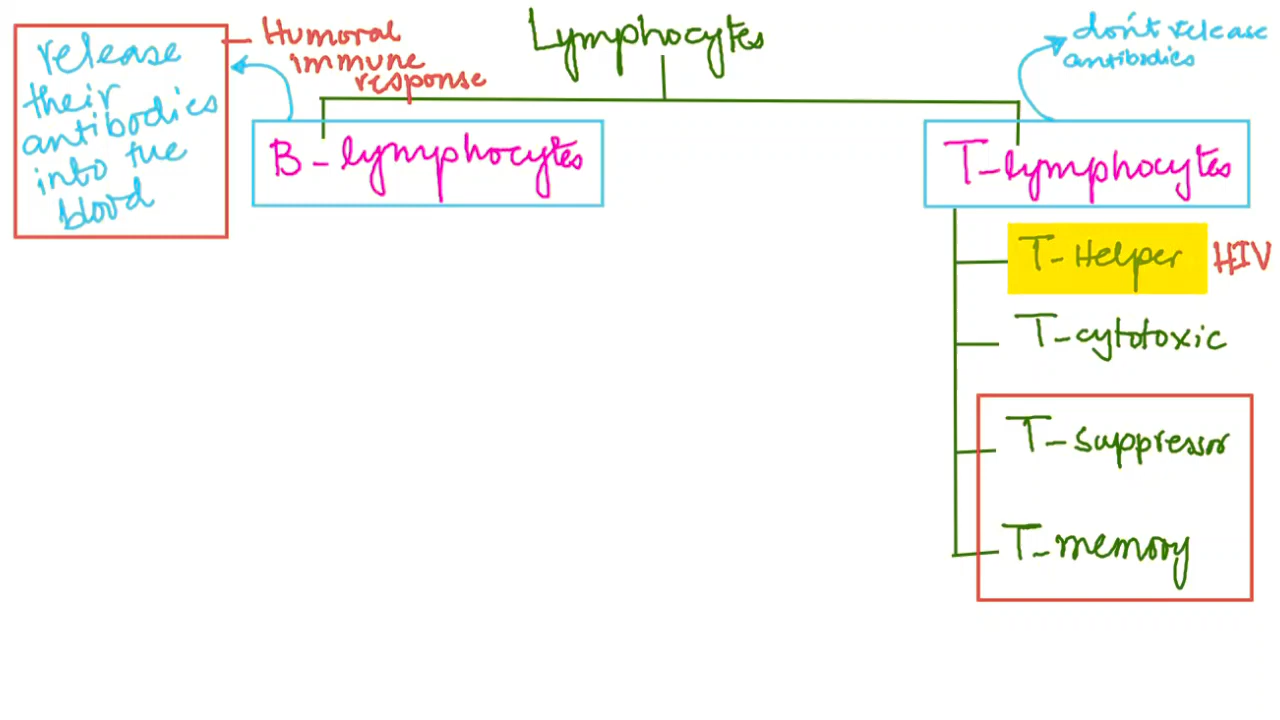 Lymphocytes
Humoral
immune
response
release
their
antibodies
into the
blood
don't release
antibodies
B-lymphocytes
T-lymphocytes
T-Helper HIV
T-cytotoxic
T-suppressor
T-memory